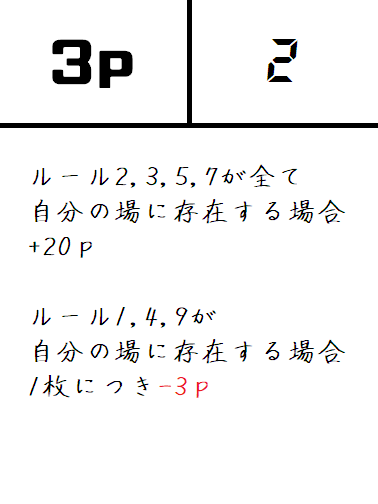 3p
2
ルール2,3,5,7が全て
自分の場に存在する場合
+20p
ルール1,4,9が
自分の場に存在する場合
1枚につき-3p